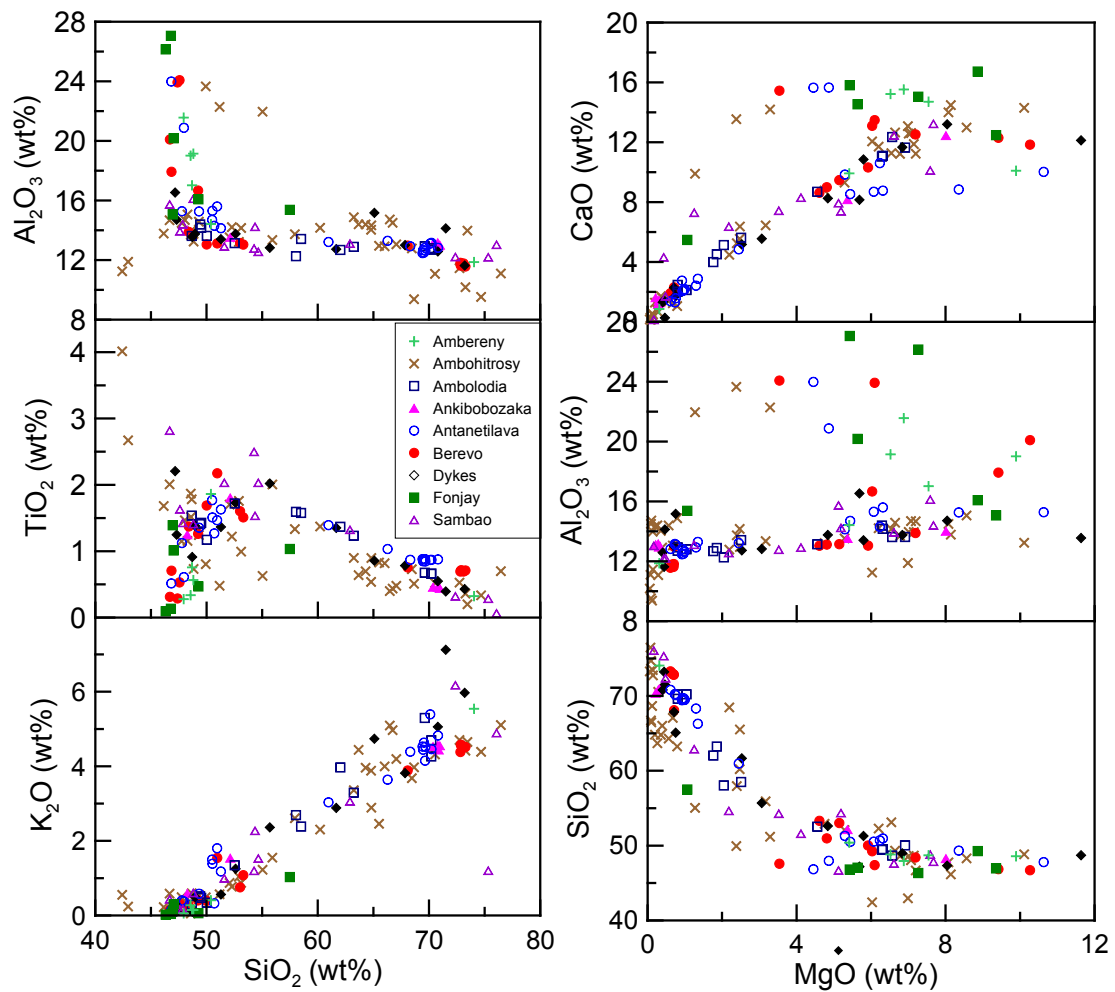 28
24
20
16
12
8
Al2O3 (wt%)
4
3
2
1
0
TiO2 (wt%)
Ambereny
Ambohitrosy
Ambolodia
Ankibobozaka
Antanetilava
Berevo
Dykes
Fonjay
Sambao
8
6
4
2
0
K2O (wt%)
40 50 60 70 80
SiO2 (wt%)
20
16
12
8
4
CaO (wt%)
28
24
20
16
12
8
Al2O3 (wt%)
80
70
60
50
40
SiO2 (wt%)
0 4 8 12
MgO (wt%)